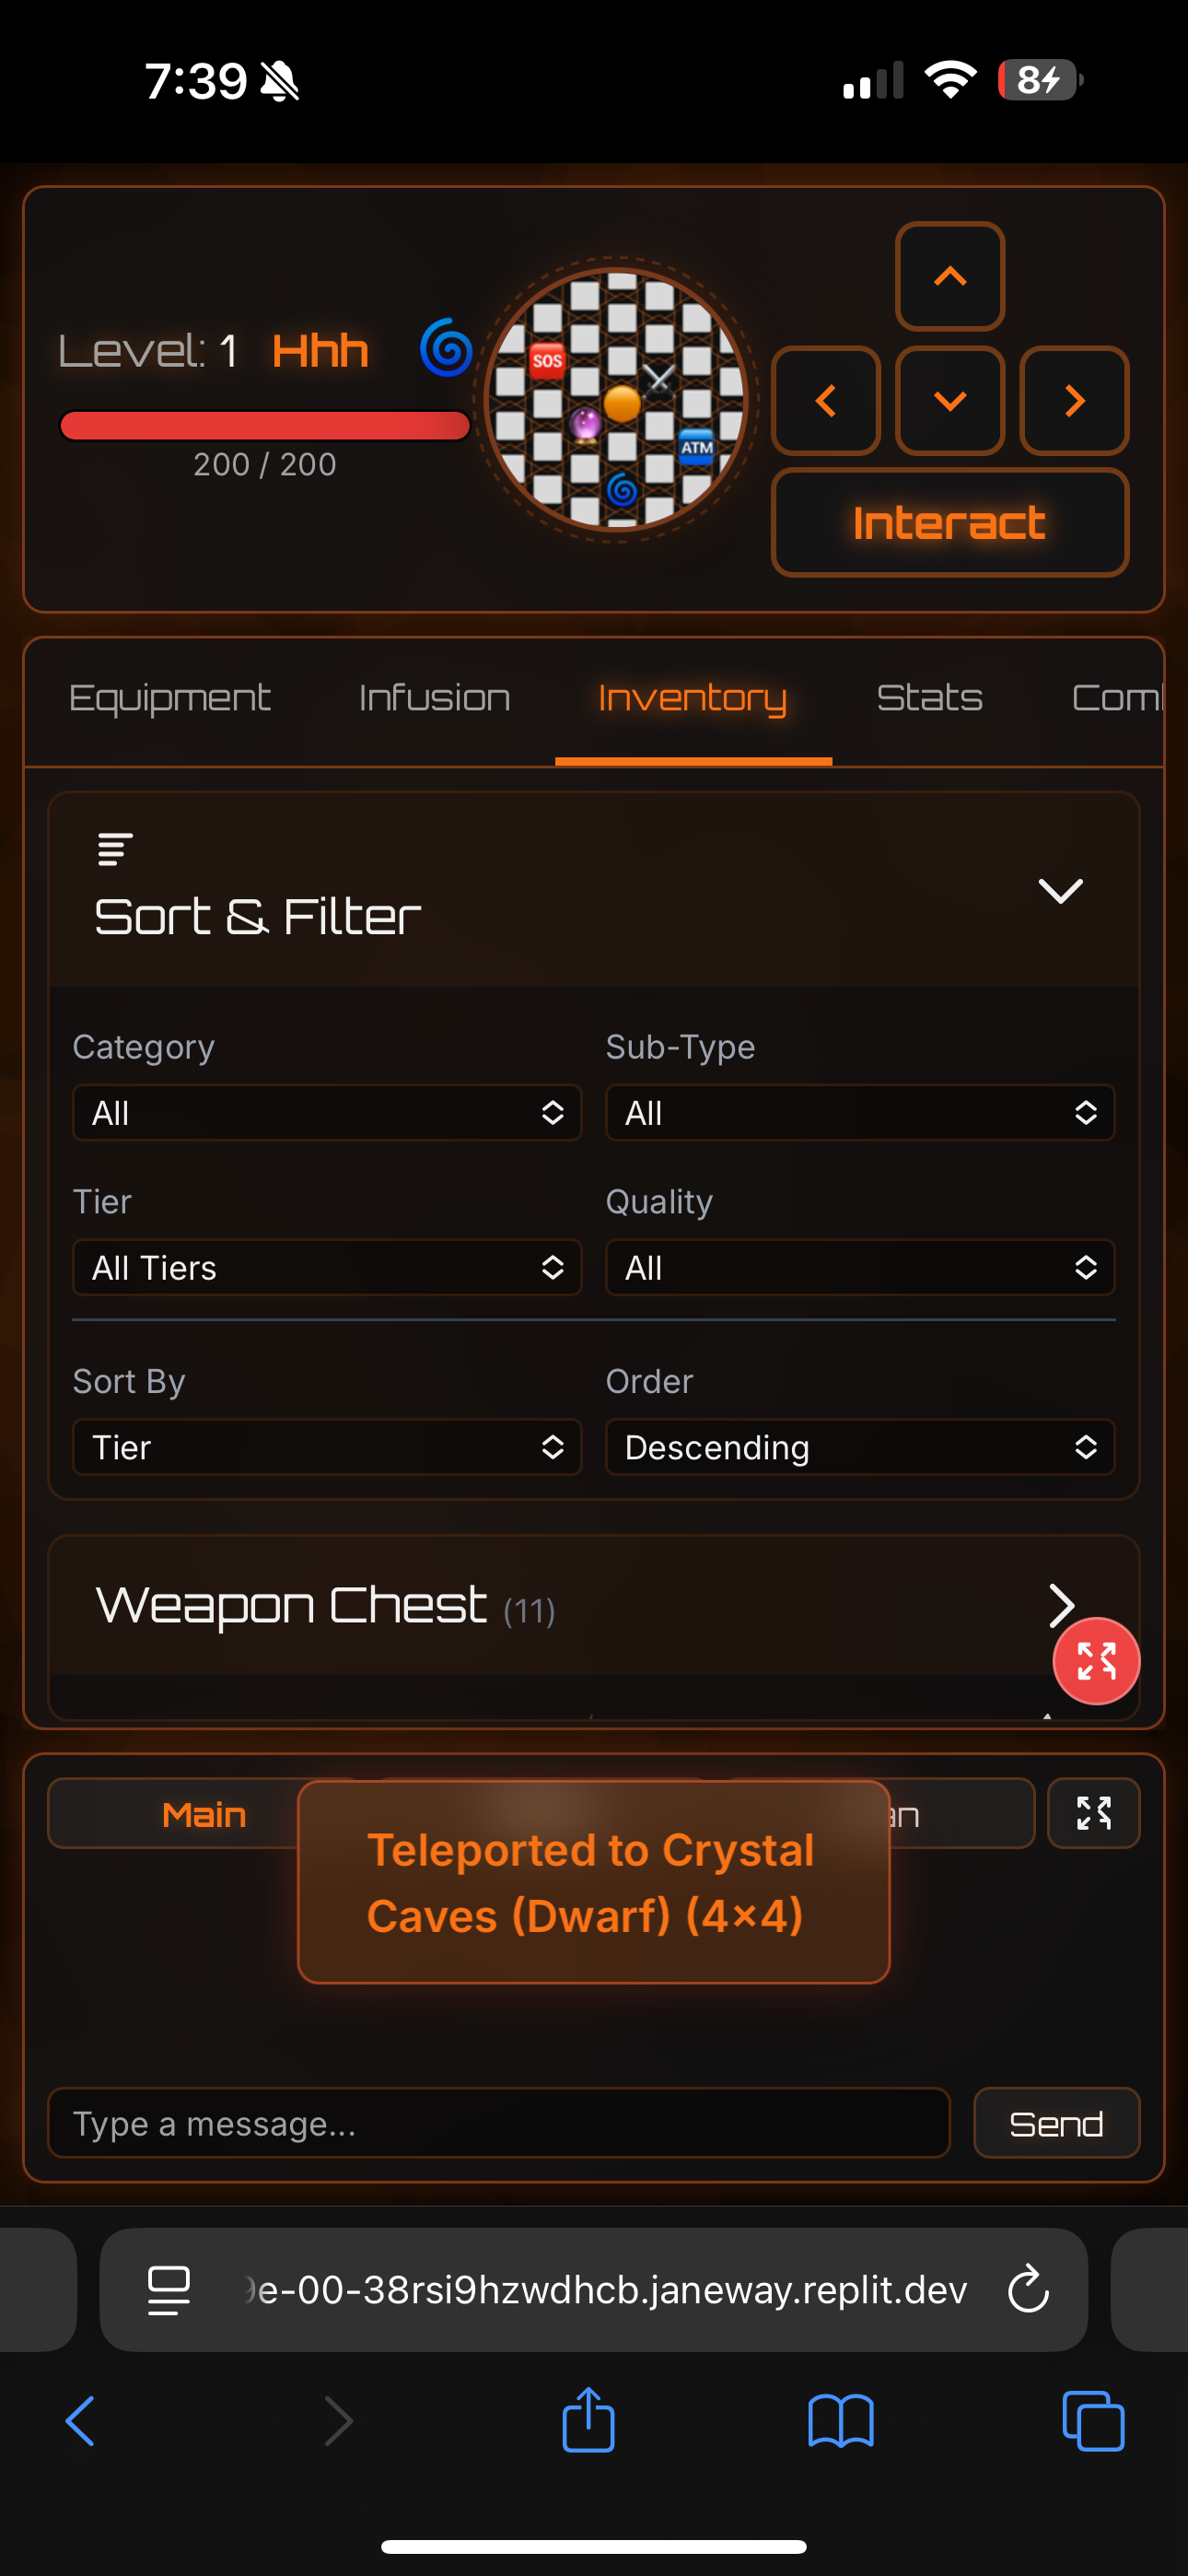 7:39
8
Level: 1 Hhh
200 / 200
SOS
ATM
Interact
Equipment Infusion Inventory Stats
Sort & Filter
Category Sub-Type
All All
Tier Quality
All Tiers All
Sort By Order
Tier Descending
Weapon Chest (11)
Main
Teleported to Crystal
Caves (Dwarf) (4×4)
Type a message... Send
e-00-38rsi9hzwdhcb.janeway.replit.dev